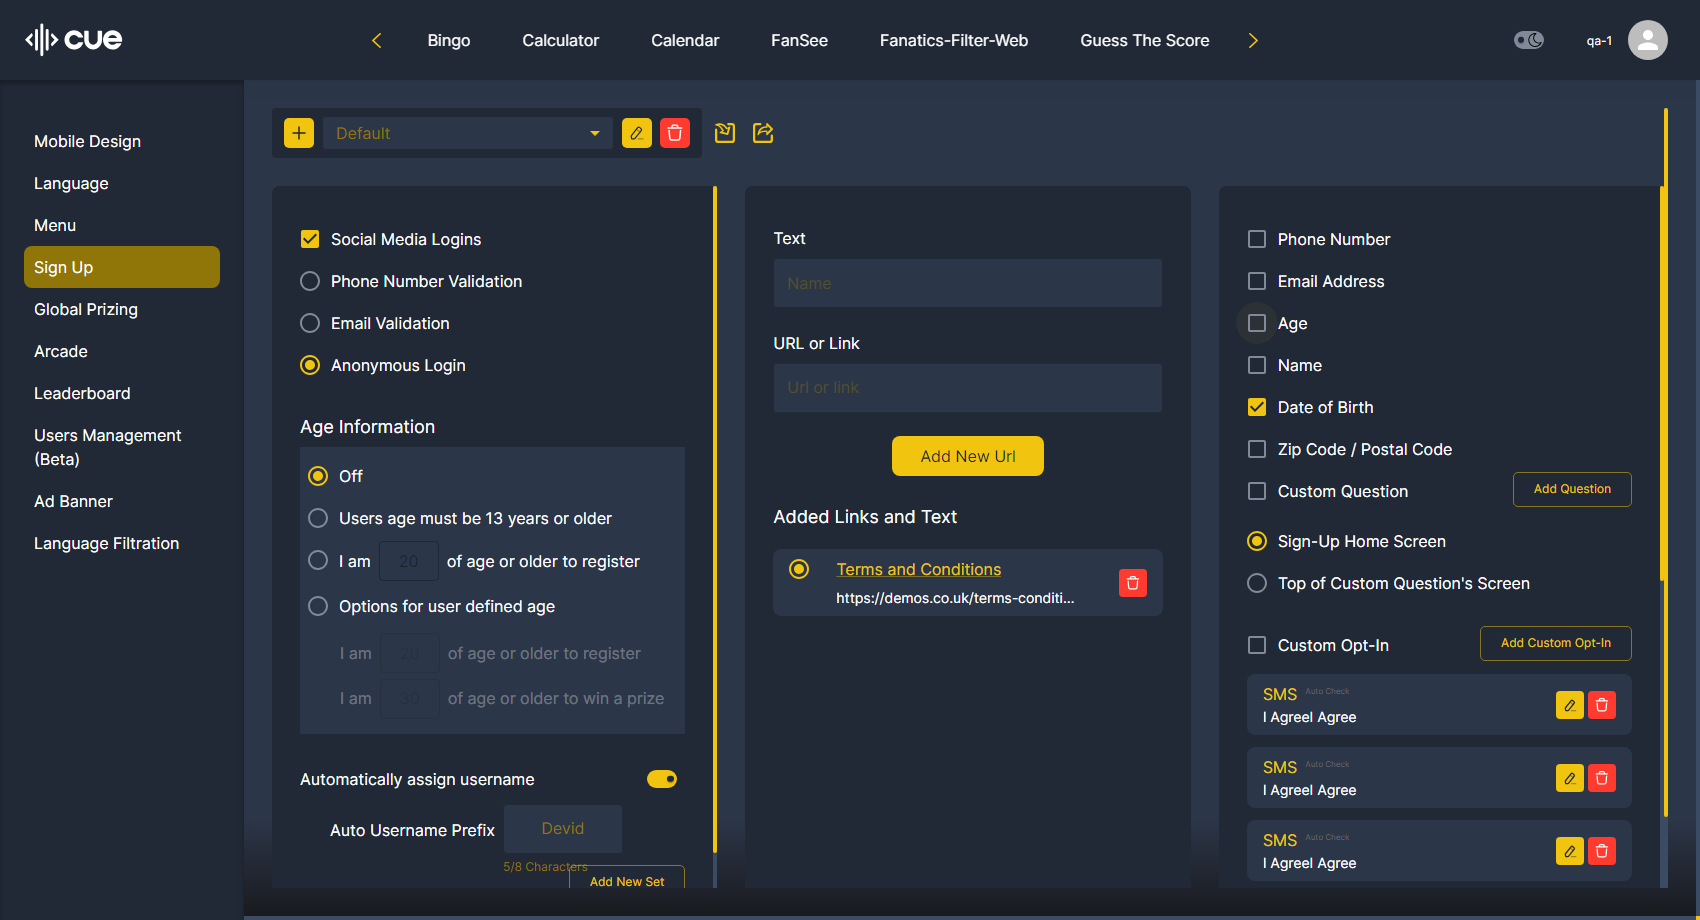 cue
Bingo
Calculator
Calendar
FanSee
Fanatics-Filter-Web
Guess The Score
qa-1
Mobile Design
Language
Menu
Sign Up
Global Prizing
Arcade
Leaderboard
Users Management
(Beta)
Ad Banner
Language Filtration
Default
Social Media Logins
Phone Number Validation
Email Validation
Anonymous Login
Age Information
Off
Users age must be 13 years or older
I am 20 of age or older to register
Options for user defined age
I am 20 of age or older to register
I am 30 of age or older to win a prize
Automatically assign username
Auto Username Prefix Devid
5/8 Characters
Add New Set
Text
Name
URL or Link
Url or link
Add New Url
Added Links and Text
Terms and Conditions
https://demos.co.uk/terms-conditi...
Phone Number
Email Address
Age
Name
Date of Birth
Zip Code / Postal Code
Custom Question Add Question
Sign-Up Home Screen
Top of Custom Question's Screen
Custom Opt-In Add Custom Opt-In
SMS Auto Check
I AgreeI Agree
SMS Auto Check
I AgreeI Agree
SMS Auto Check
I AgreeI Agree